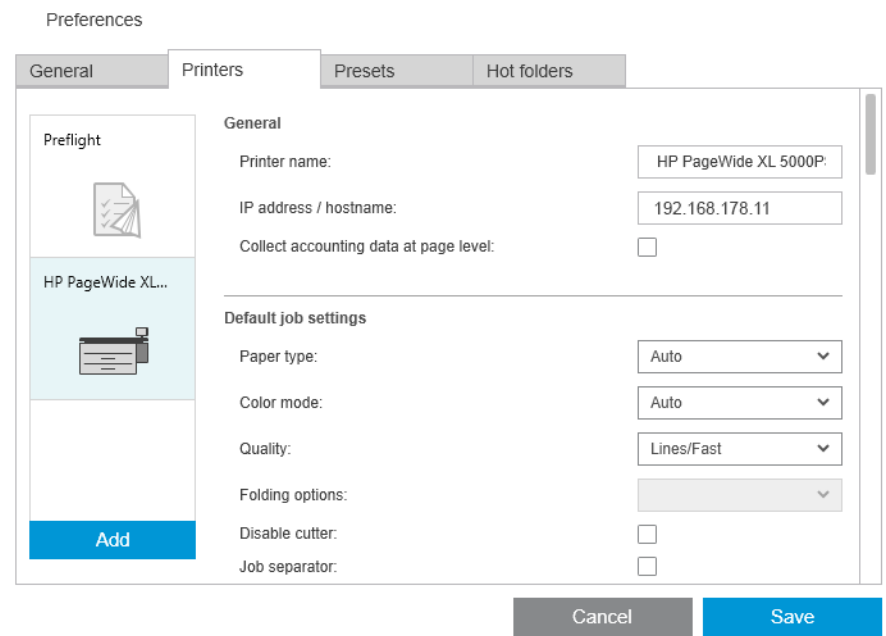 Preferences
General
Printers
Presets
Hot folders
Preflight
HP PageWide XL...
Add
General
Printer name:
HP PageWide XL 5000P
IP address / hostname:
192.168.178.11
Collect accounting data at page level:
Default job settings
Paper type:
Auto
Color mode:
Auto
Quality:
Lines/Fast
Folding options:
Disable cutter:
Job separator:
Cancel
Save